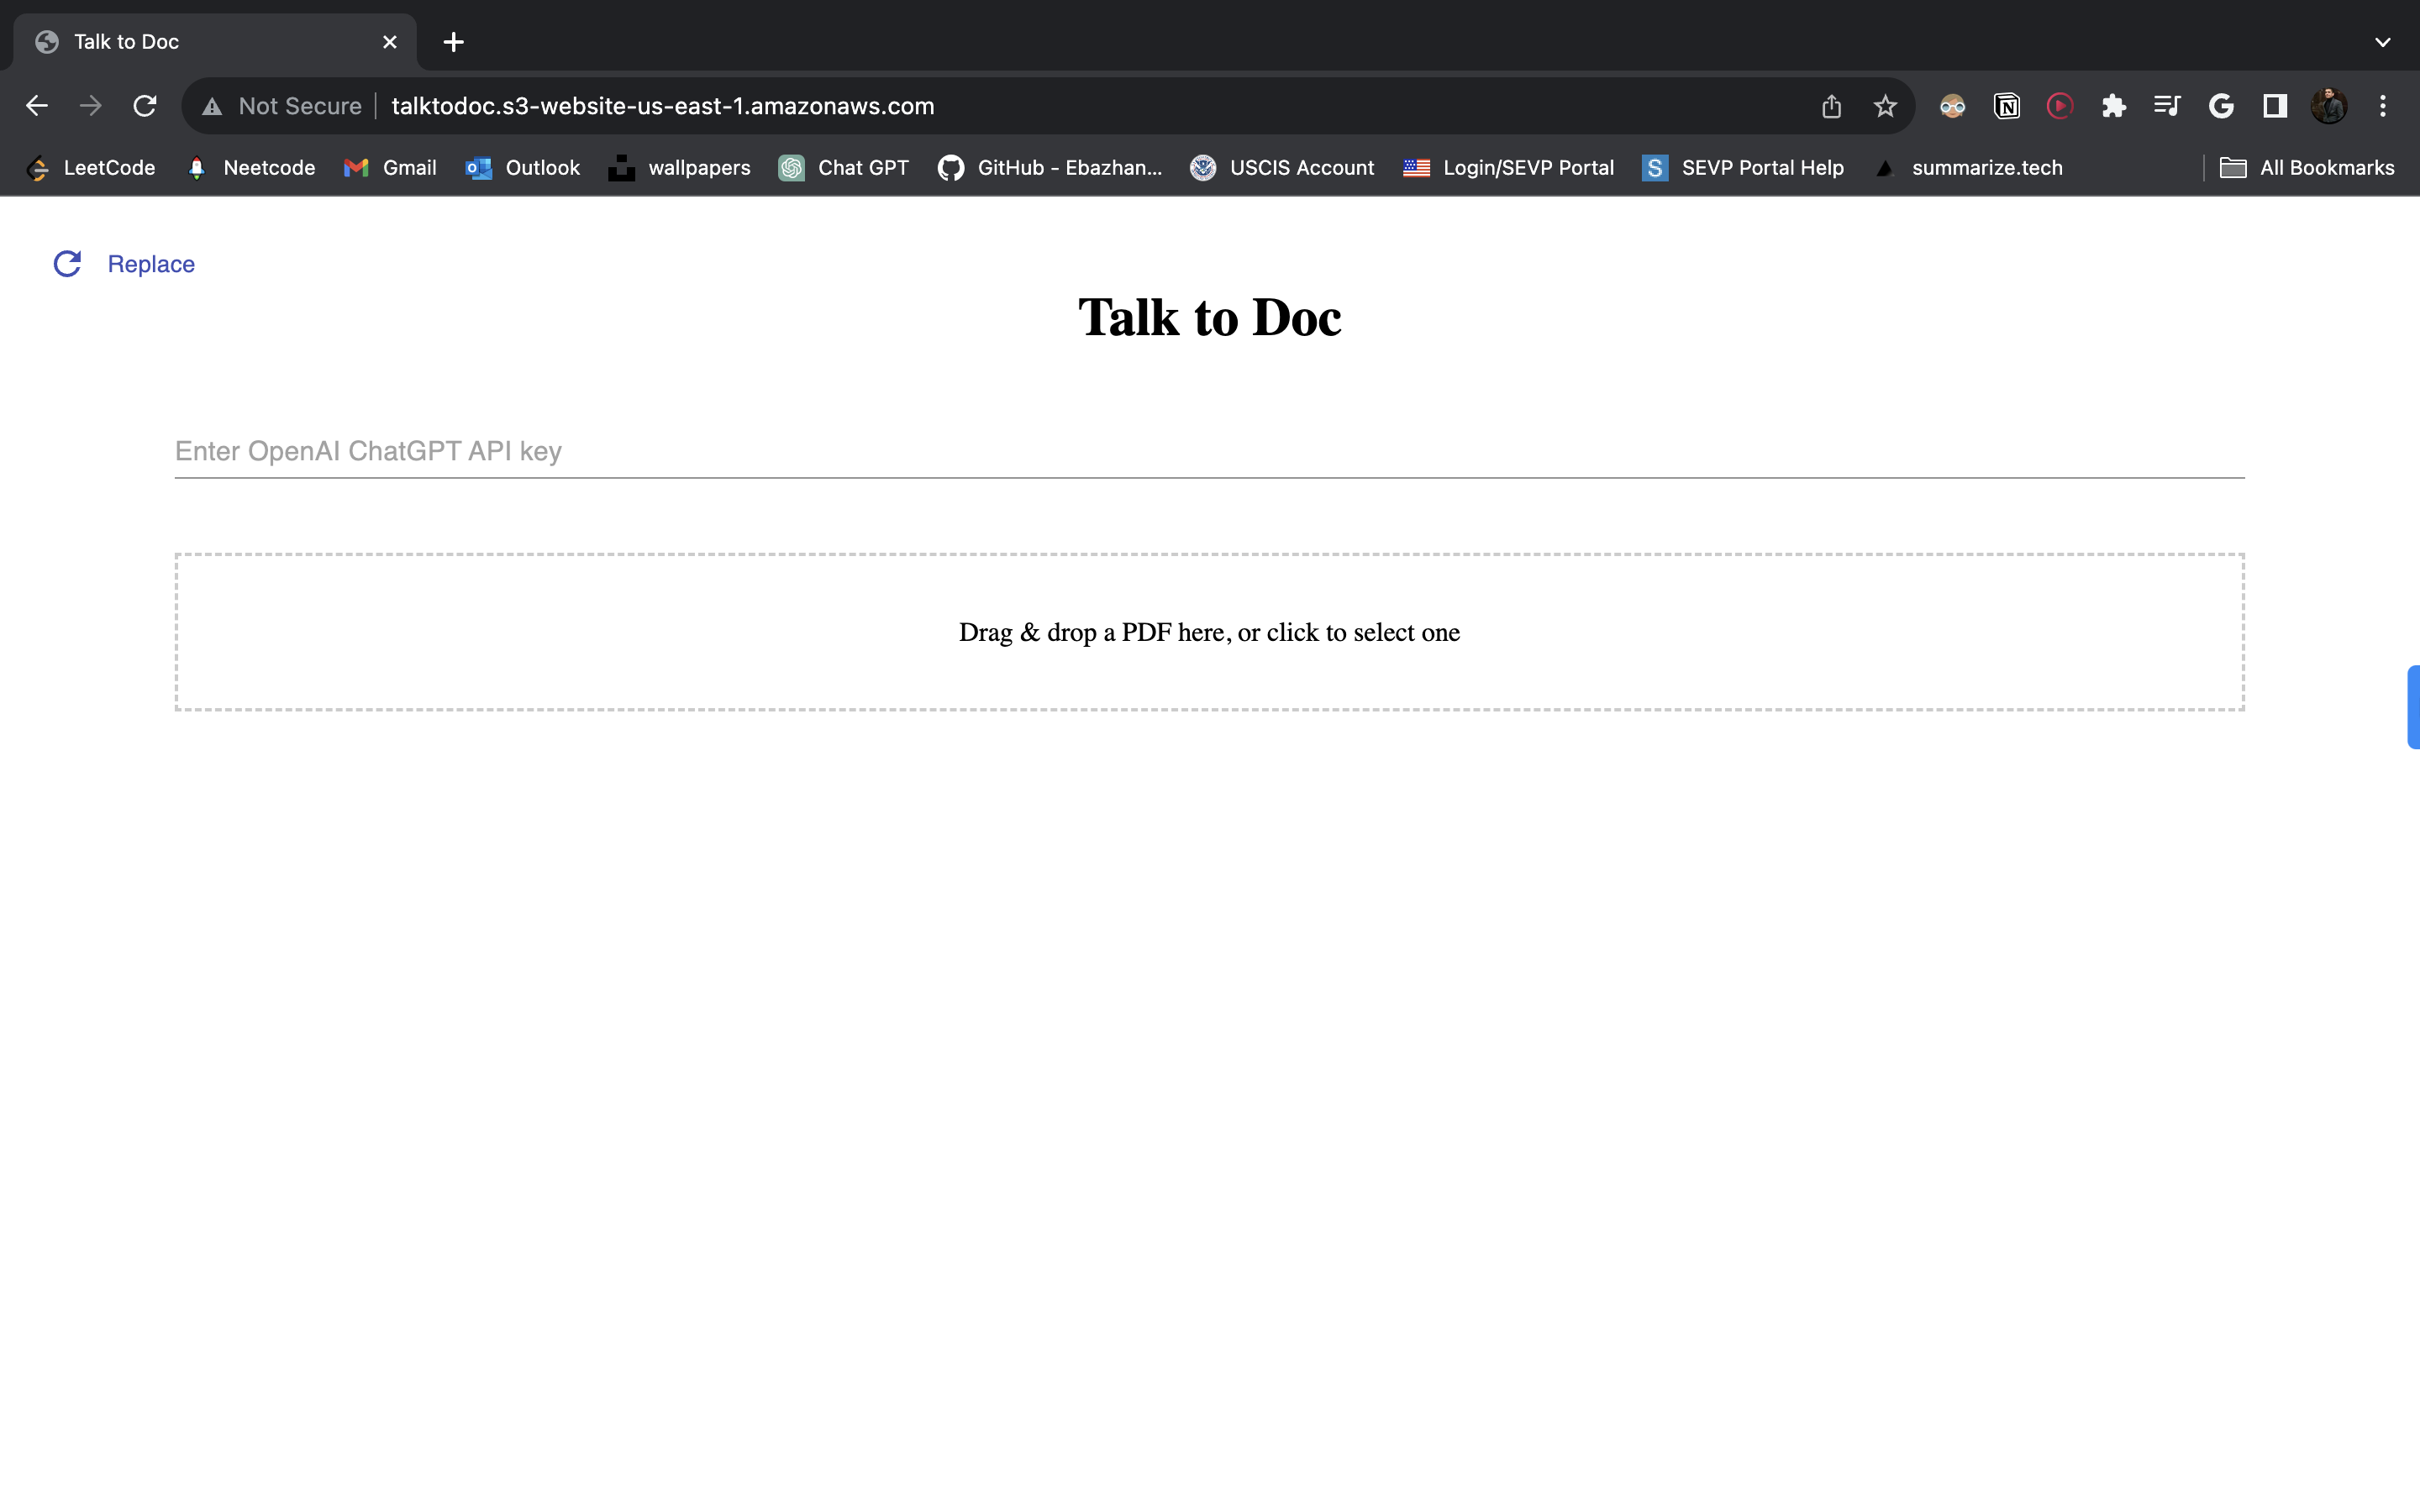 Talk to Doc
Not Secure talktodoc.s3-website-us-east-1.amazonaws.com
LeetCode Neetcode Gmail Outlook wallpapers Chat GPT GitHub - Ebazhan... USCIS Account Login/SEVP Portal S SEVP Portal Help summarize.tech All Bookmarks
Replace
Talk to Doc
Enter OpenAI ChatGPT API key
Drag & drop a PDF here, or click to select one